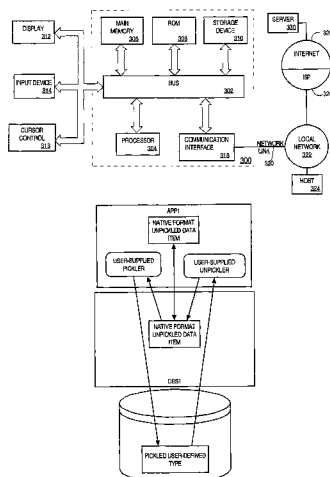 DISPLAY
312
INPUT DEVICE
314
CURSOR
CONTROL
MAIN
MEMORY
306
ROM
308
STORAGE
DEVICE
310
BUS
302
PROCESSOR
304
COMMUNICATION
INTERFACE
318
300
NETWORK
LINK
320
SERVER
330
INTERNET
ISP
LOCAL
NETWORK
322
HOST
324
APP1
NATIVE FORMAT
UNPICKLED DATA
ITEM
USER-SUPPLIED
PICKLER
USER-SUPPLIED
UNPICKLER
NATIVE FORMAT
UNPICKLED DATA
ITEM
DBS1
PICKLED USER-DEFINED
TYPE